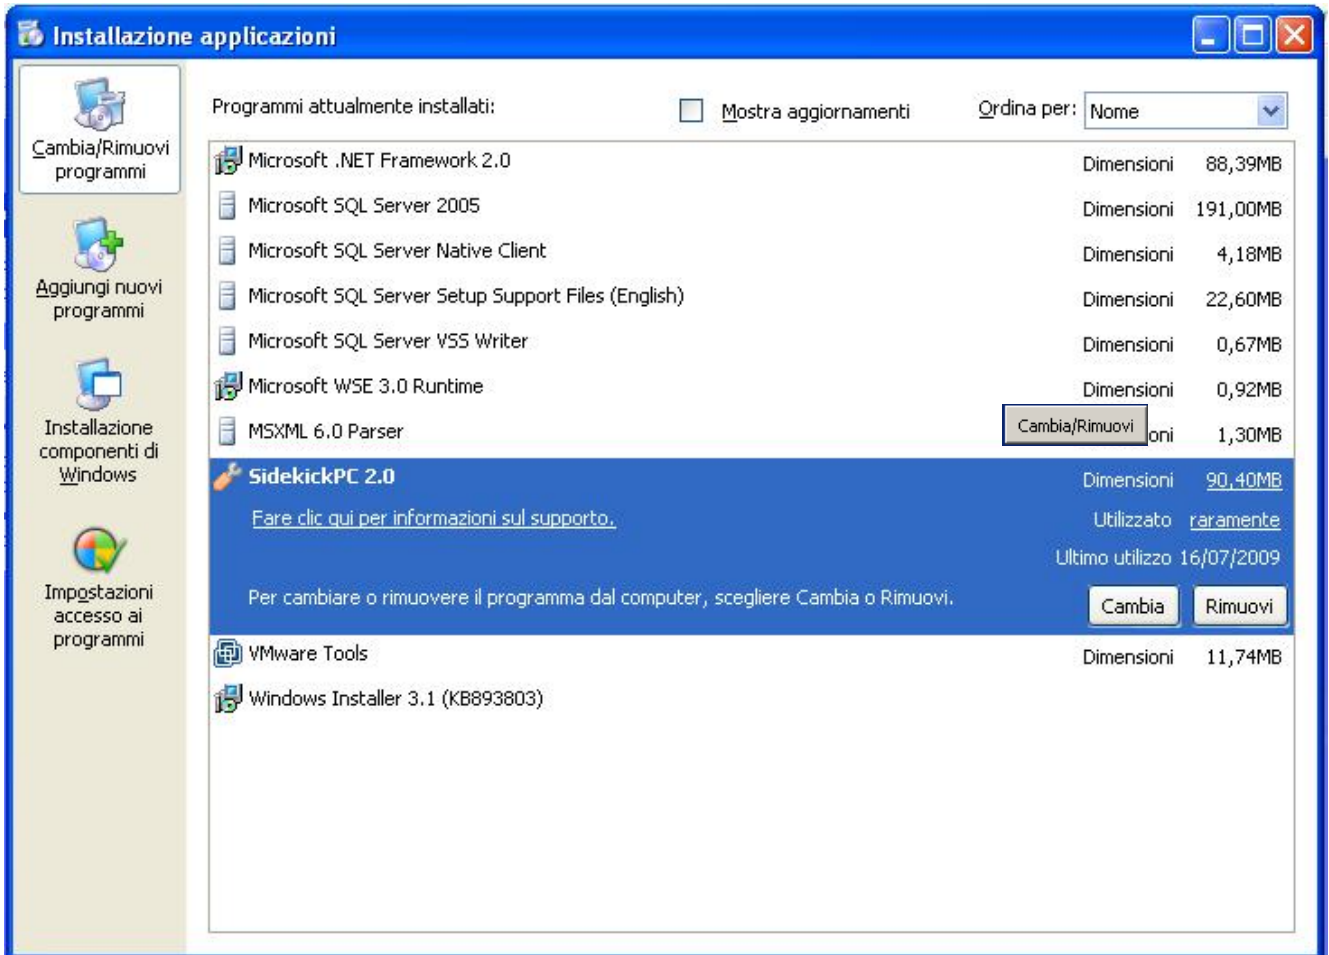 Installazione applicazioni
Cambia/Rimuovi
programmi
Aggiungi nuovi
programmi
Installazione
componenti di
Windows
Impostazioni
accesso ai
programmi
Programmi attualmente installati: Mostra aggiornamenti Ordina per: Nome
Microsoft .NET Framework 2.0 Dimensioni 88,39MB
Microsoft SQL Server 2005 Dimensioni 191,00MB
Microsoft SQL Server Native Client Dimensioni 4,18MB
Microsoft SQL Server Setup Support Files (English) Dimensioni 22,60MB
Microsoft SQL Server VSS Writer Dimensioni 0,67MB
Microsoft WSE 3.0 Runtime Dimensioni 0,92MB
Cambia/Rimuovi
MSXML 6.0 Parser oni 1,30MB
SidekickPC 2.0 Dimensioni 90,40MB
Fare clic qui per informazioni sul supporto. Utilizzato raramente
Ultimo utilizzo 16/07/2009
Per cambiare o rimuovere il programma dal computer, scegliere Cambia o Rimuovi. Cambia Rimuovi
VMware Tools Dimensioni 11,74MB
Windows Installer 3.1 (KB893803)